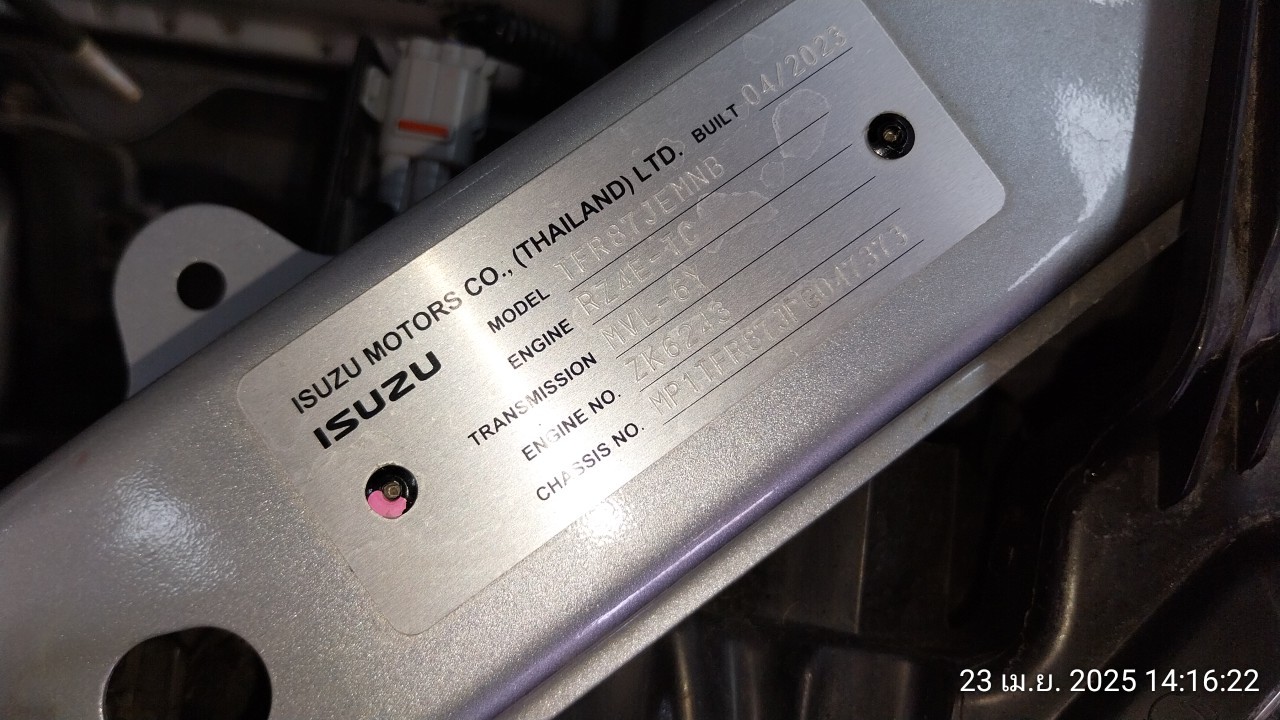 ISUZU MOTORS CO., (THAILAND) LTD. BUILT 04/2023
ISUZU
MODEL TFR87JEMNB
ENGINE RZ4E-TC
TRANSMISSION MVL-6Y
ENGINE NO. ZK6243
CHASSIS NO.
23 เม.ย. 2025 14:16:22